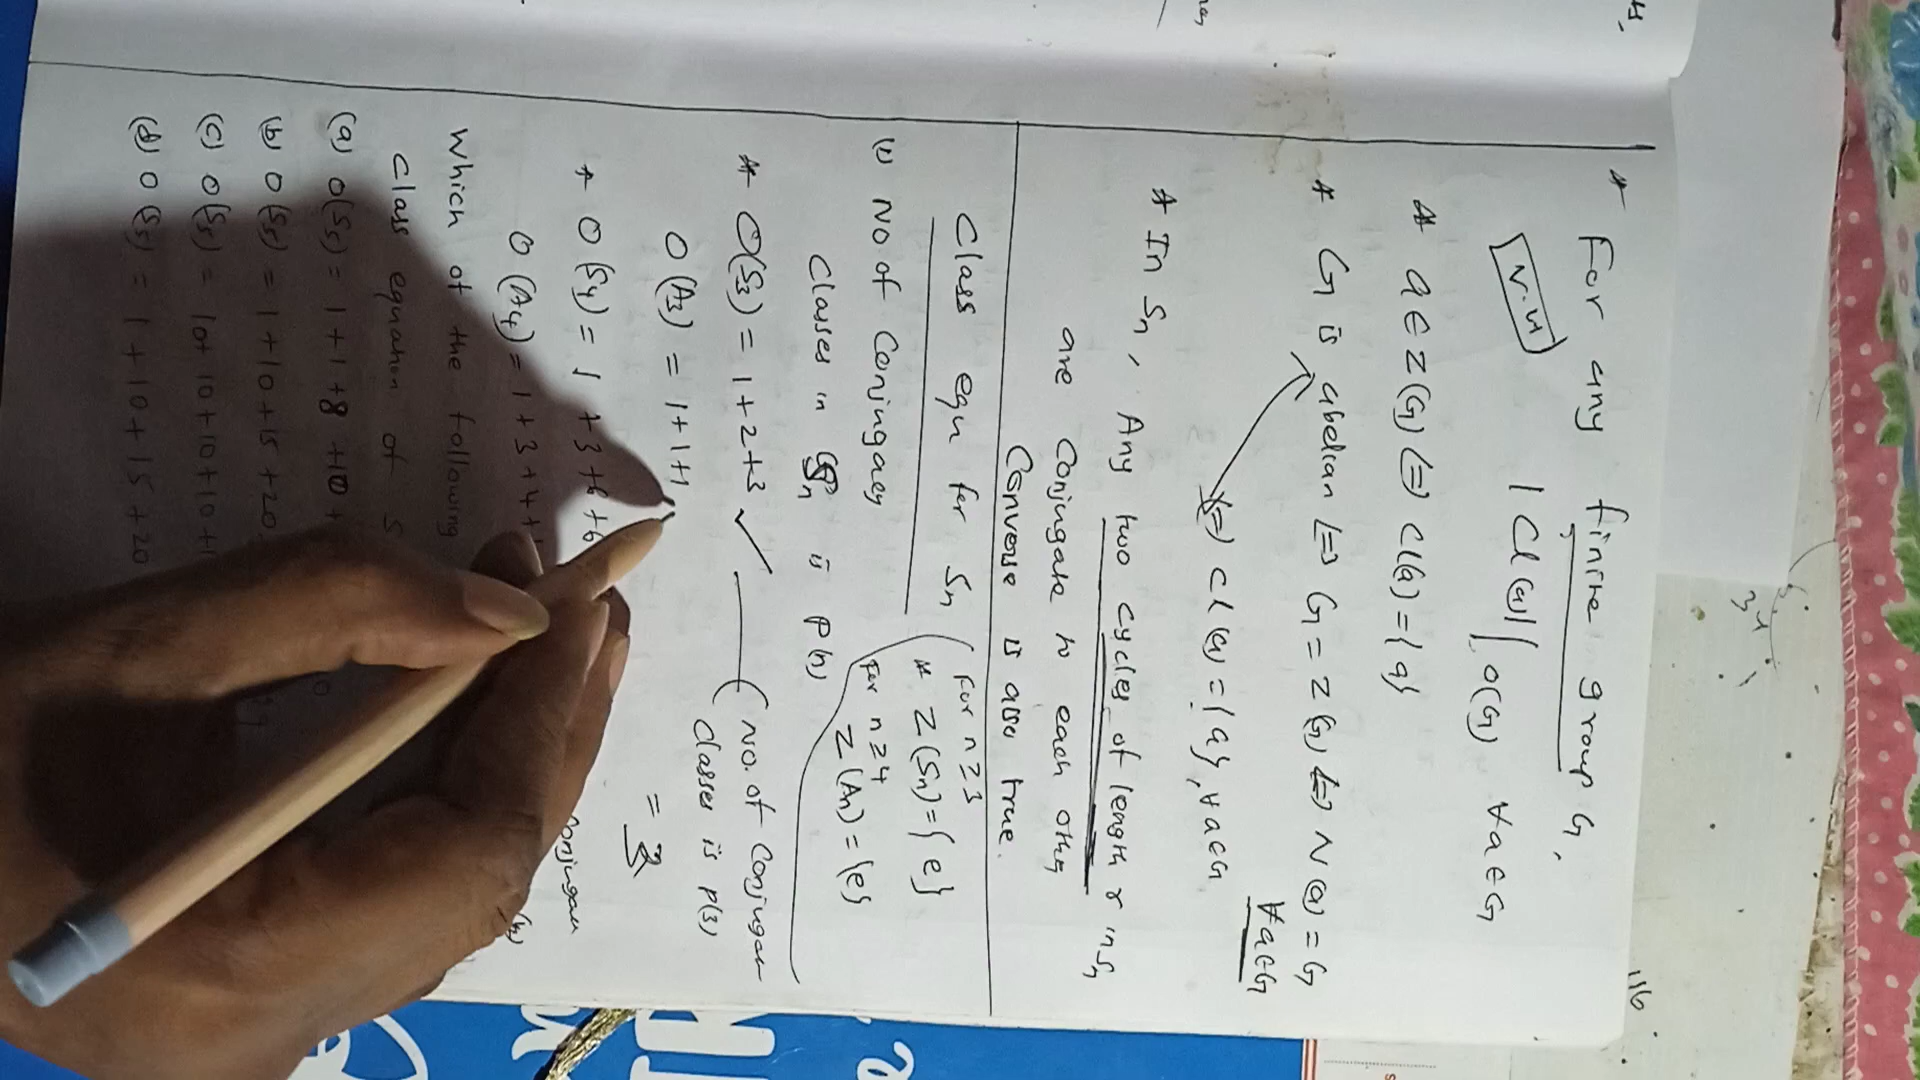 116
* For any finite group G,
N.H
|Cl(a)| | O(G) ∀a∈G
* a∈Z(G) ⇔ Cl(a)={a}
* G is abelian ⇔ G=Z(G) ⇔ N(a)=G
∀a∈G
⇔ Cl(a)={a}, ∀a∈G
* In Sn, Any two cycles of length r in Sn
are Conjugate to each other
Converse is also true.
Class equn for Sn
(For n≥3
* Z(Sn)={e}
For n≥4
Z(An)={e}
(1) No of Conjugacy
Classes in Sn is P(n)
* O(S3) = 1+2+3 ✓
(No. of Conjugacy
Classes is P(3)
= 3
O(A3) = 1+1+1
* O(S4) = 1+3+6+6
O(A4) = 1+3+4+
Which of the following
Class equation of S
(a) O(S5) = 1+1+8+10+
(b) O(S5) = 1+10+15+20
(c) O(S5) = 10+10+10+10+
(d) O(S5) = 1+10+15+20